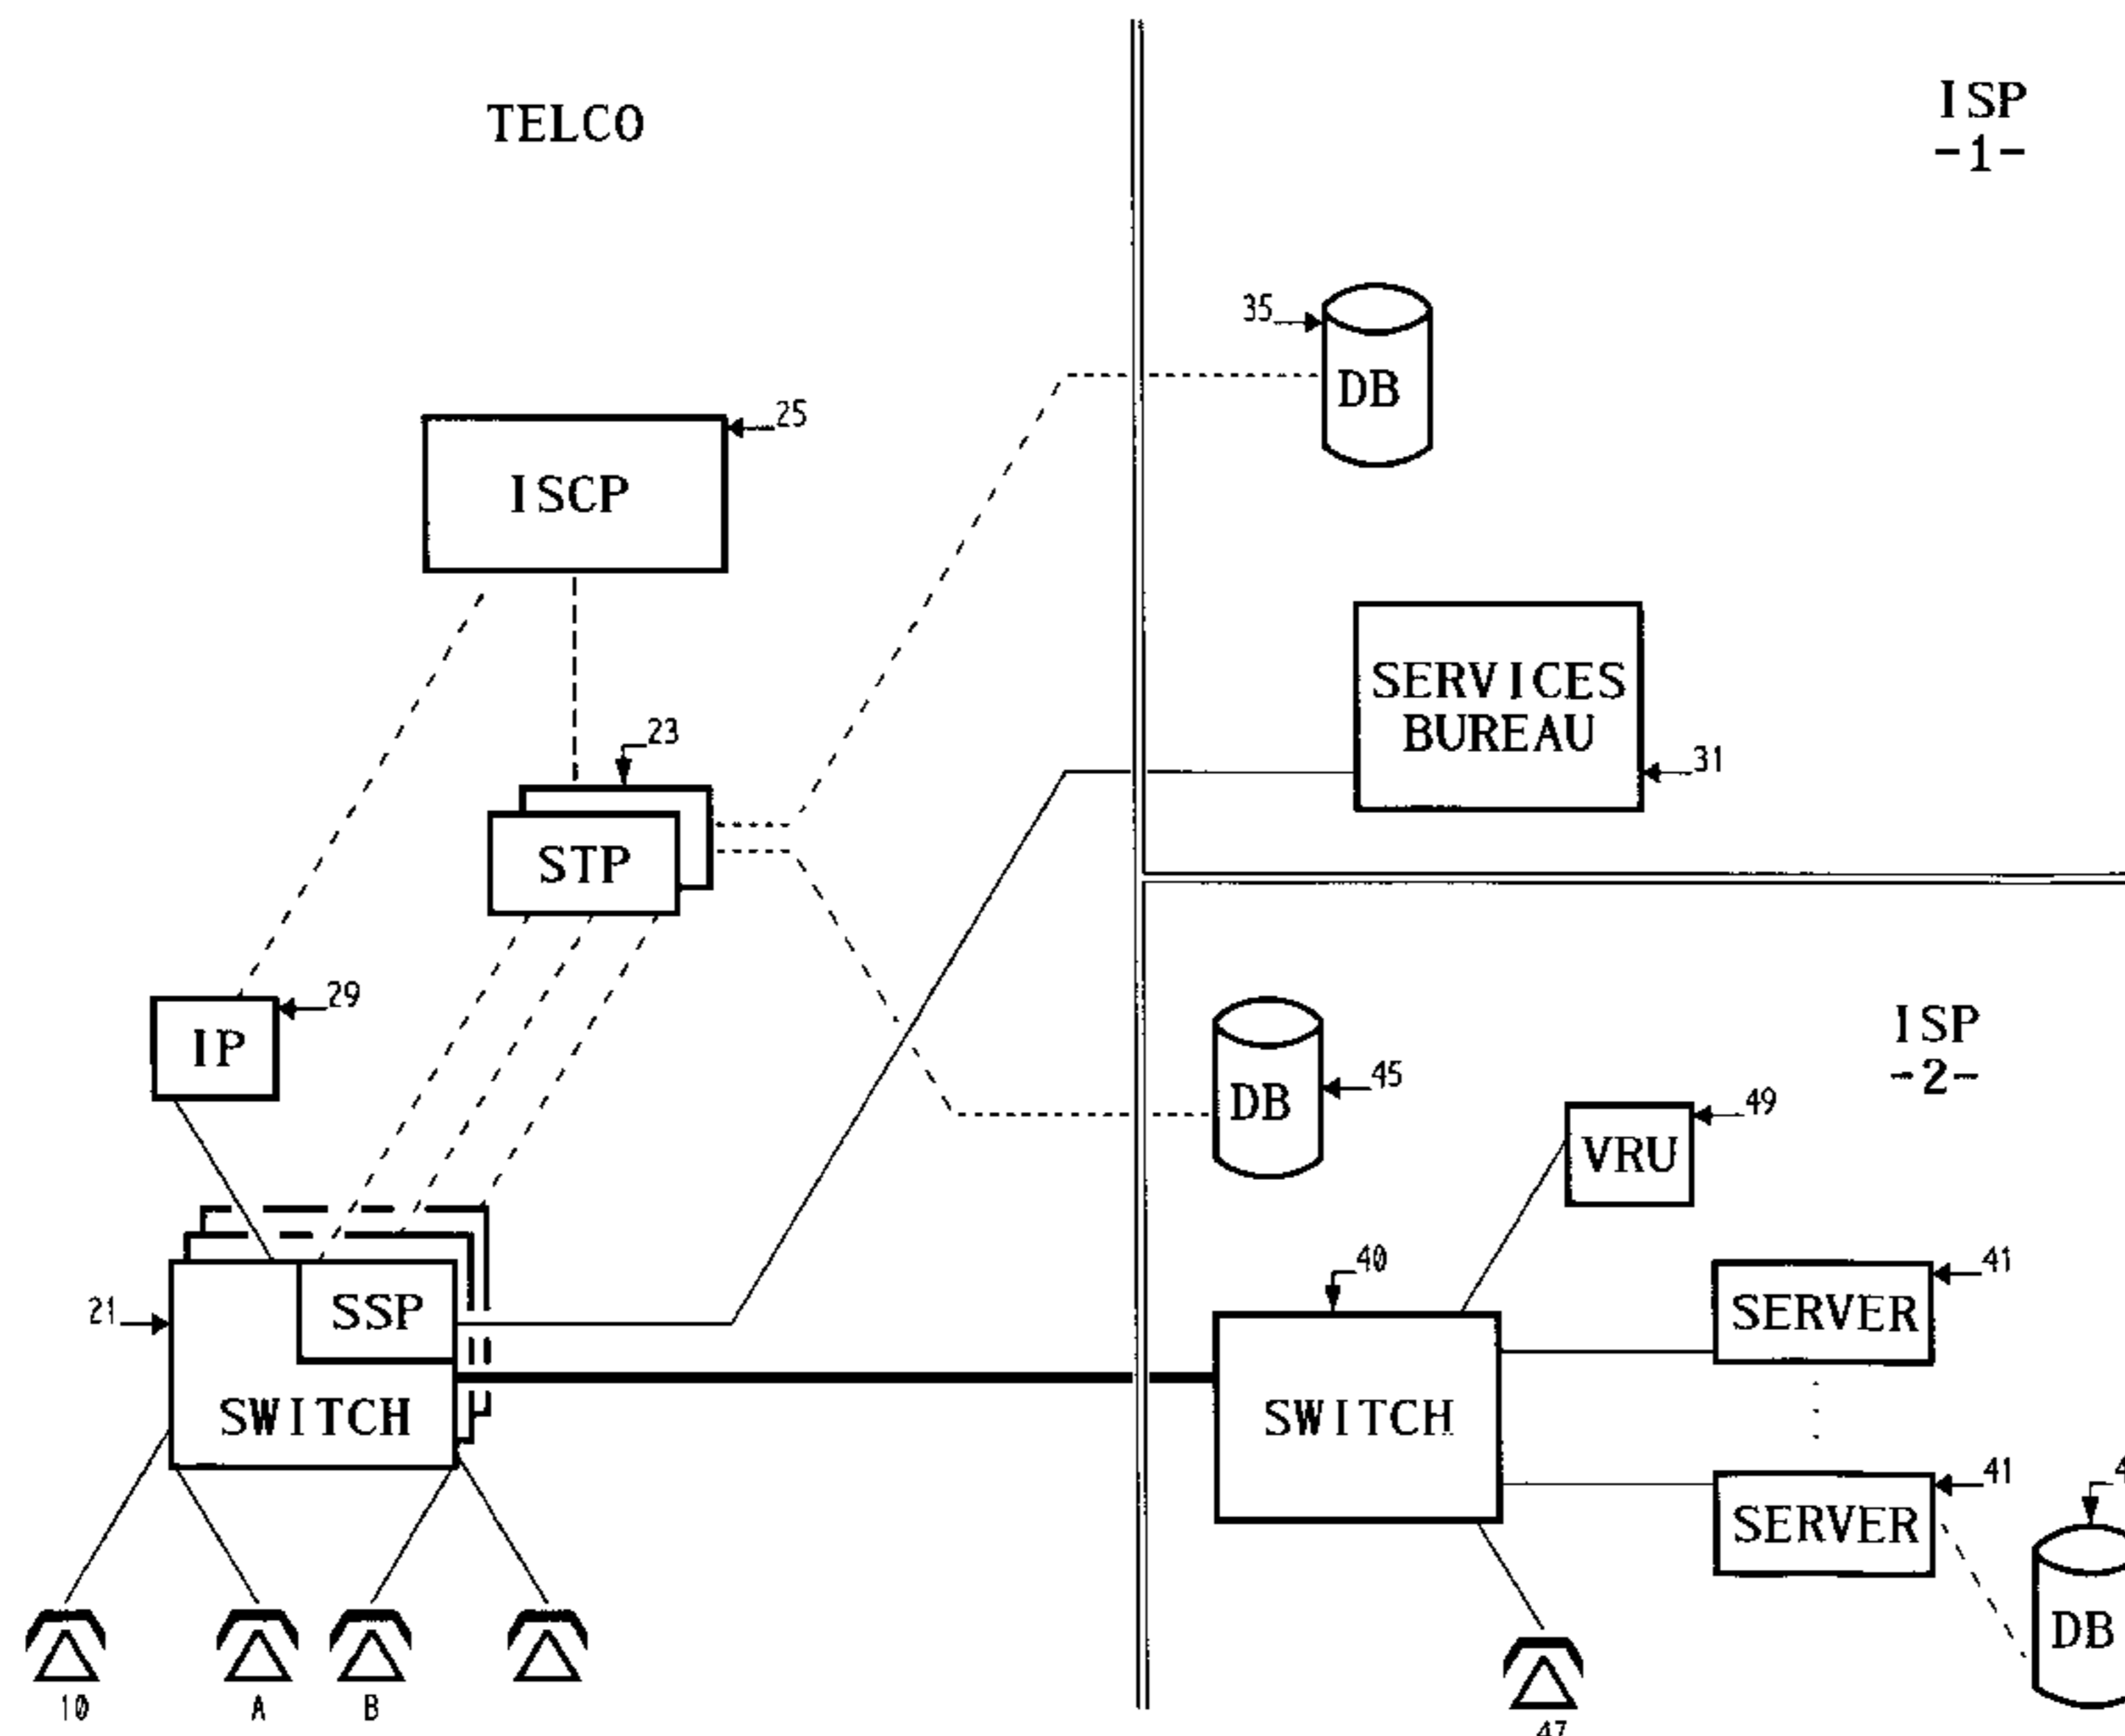 TELCO
ISP
-1-
35
DB
25
ISCP
SERVICES
BUREAU
31
23
STP
29
IP
ISP
-2-
DB
45
49
VRU
40
41
SERVER
21
SSP
SWITCH
SWITCH
41
SERVER
DB
10
A
B
47